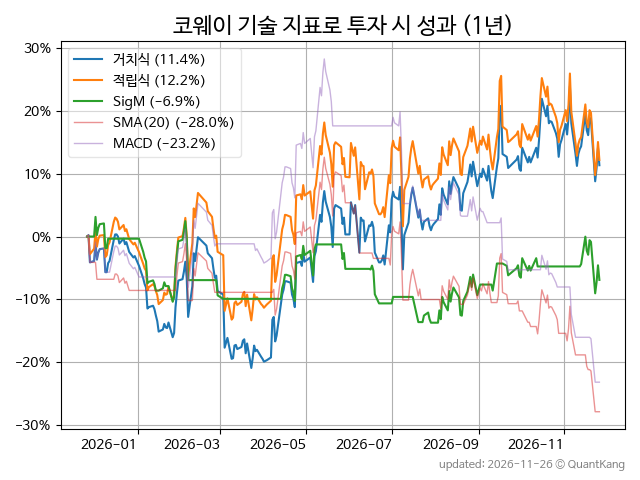 코웨이 기술 지표로 투자 시 성과 (1년)
30%
20%
10%
0%
−10%
−20%
−30%
거치식 (11.4%)
적립식 (12.2%)
SigM (−6.9%)
SMA(20) (−28.0%)
MACD (−23.2%)
2026-01
2026-03
2026-05
2026-07
2026-09
2026-11
updated: 2026-11-26 © QuantKang